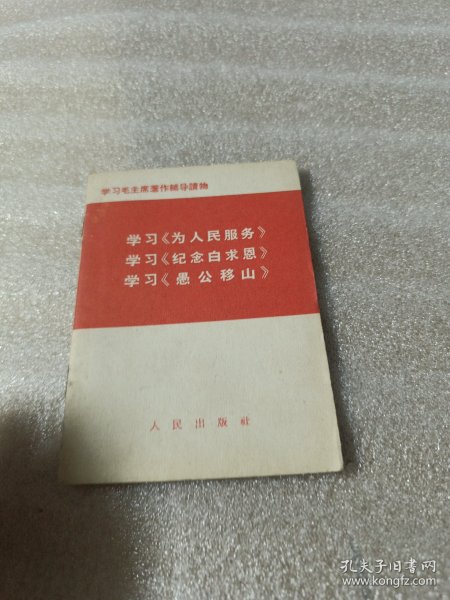 学习毛主席著作輔导讀物
学习《为人民服务》
学习《纪念白求恩》
学习《愚公移山》
人民出版社
孔夫子旧书网
www.kongfz.com